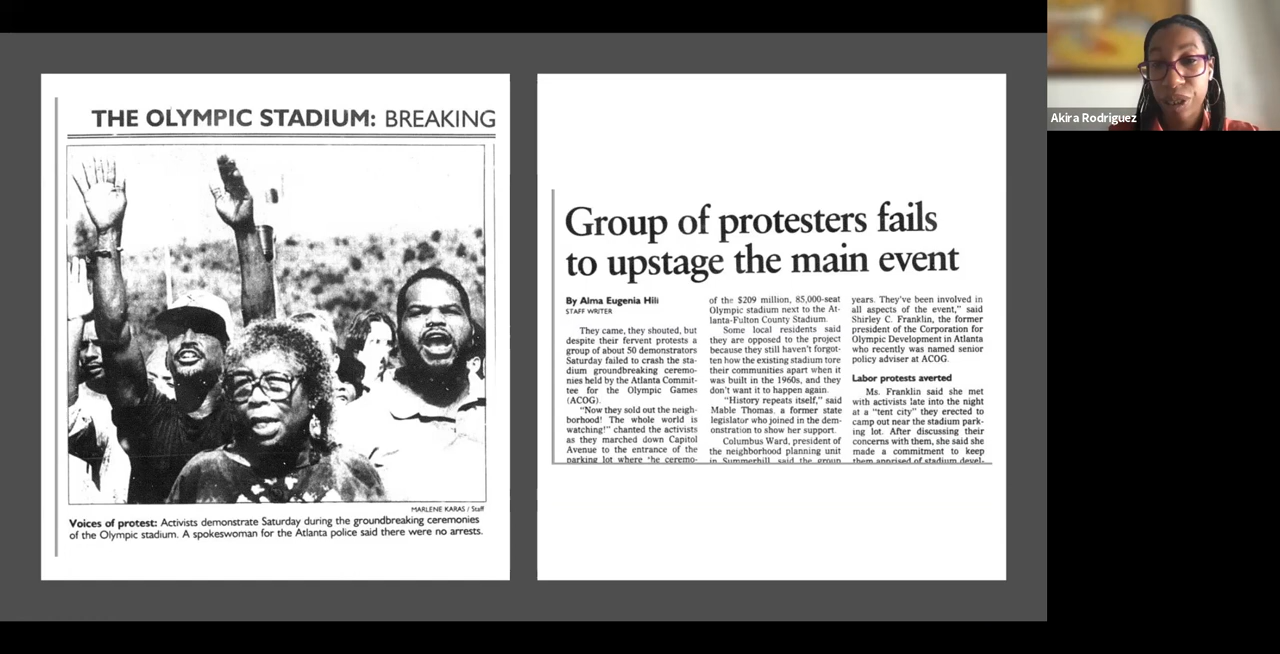 THE OLYMPIC STADIUM: BREAKING
MARLENE KARAS / Staff
Voices of protest: Activists demonstrate Saturday during the groundbreaking ceremonies
of the Olympic stadium. A spokeswoman for the Atlanta police said there were no arrests.
Group of protesters fails
to upstage the main event
By Alma Eugenia Hill
STAFF WRITER
They came, they shouted, but
despite their fervent protests a
group of about 50 demonstrators
Saturday failed to crash the sta-
dium groundbreaking ceremo-
nies held by the Atlanta Commit-
tee for the Olympic Games
(ACOG).
"Now they sold out the neigh-
borhood! The whole world is
watching!" chanted the activists
as they marched down Capitol
Avenue to the entrance of the
parking lot where the ceremo-
of the $209 million, 85,000-seat
Olympic stadium next to the At-
lanta-Fulton County Stadium.
Some local residents said
they are opposed to the project
because they still haven't forgot-
ten how the existing stadium tore
their communities apart when it
was built in the 1960s, and they
don't want it to happen again.
"History repeats itself," said
Mable Thomas, a former state
legislator who joined in the dem-
onstration to show her support.
Columbus Ward, president of
the neighborhood planning unit
in Summerhill, said the group
years. They've been involved in
all aspects of the event," said
Shirley C. Franklin, the former
president of the Corporation for
Olympic Development in Atlanta
who recently was named senior
policy adviser at ACOG.
Labor protests averted
Ms. Franklin said she met
with activists late into the night
at a "tent city" they erected to
camp out near the stadium park-
ing lot. After discussing their
concerns with them, she said she
made a commitment to keep
them apprised of stadium devel-
Akira Rodriguez